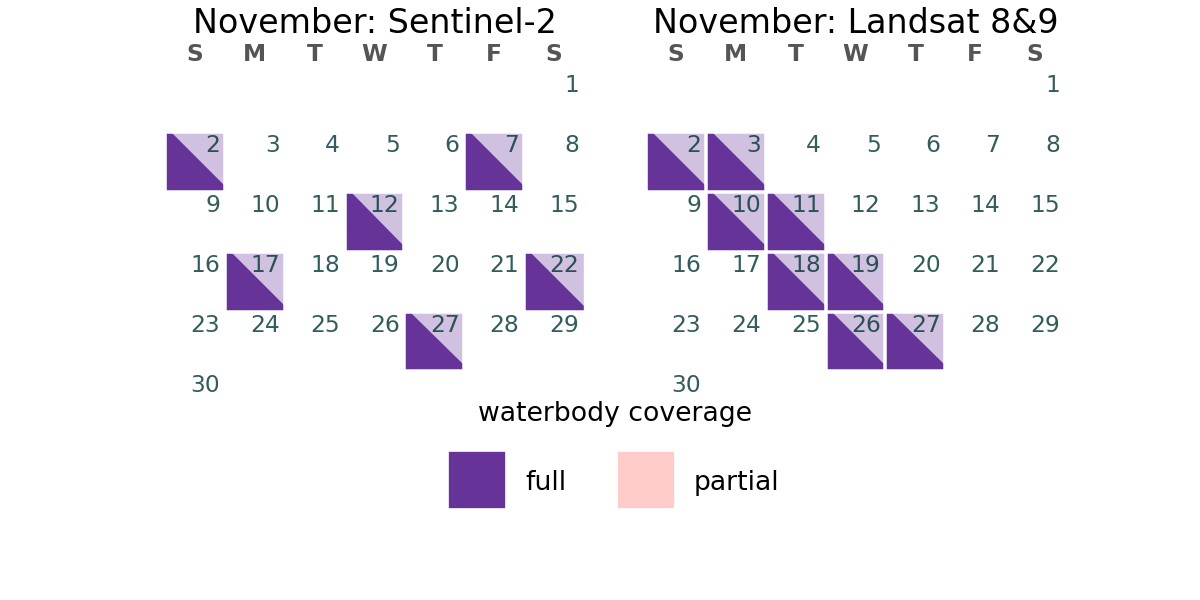 November: Sentinel-2
S M T W T F S
1
2 3 4 5 6 7 8
9 10 11 12 13 14 15
16 17 18 19 20 21 22
23 24 25 26 27 28 29
30
November: Landsat 8&9
S M T W T F S
1
2 3 4 5 6 7 8
9 10 11 12 13 14 15
16 17 18 19 20 21 22
23 24 25 26 27 28 29
30
waterbody coverage
full partial